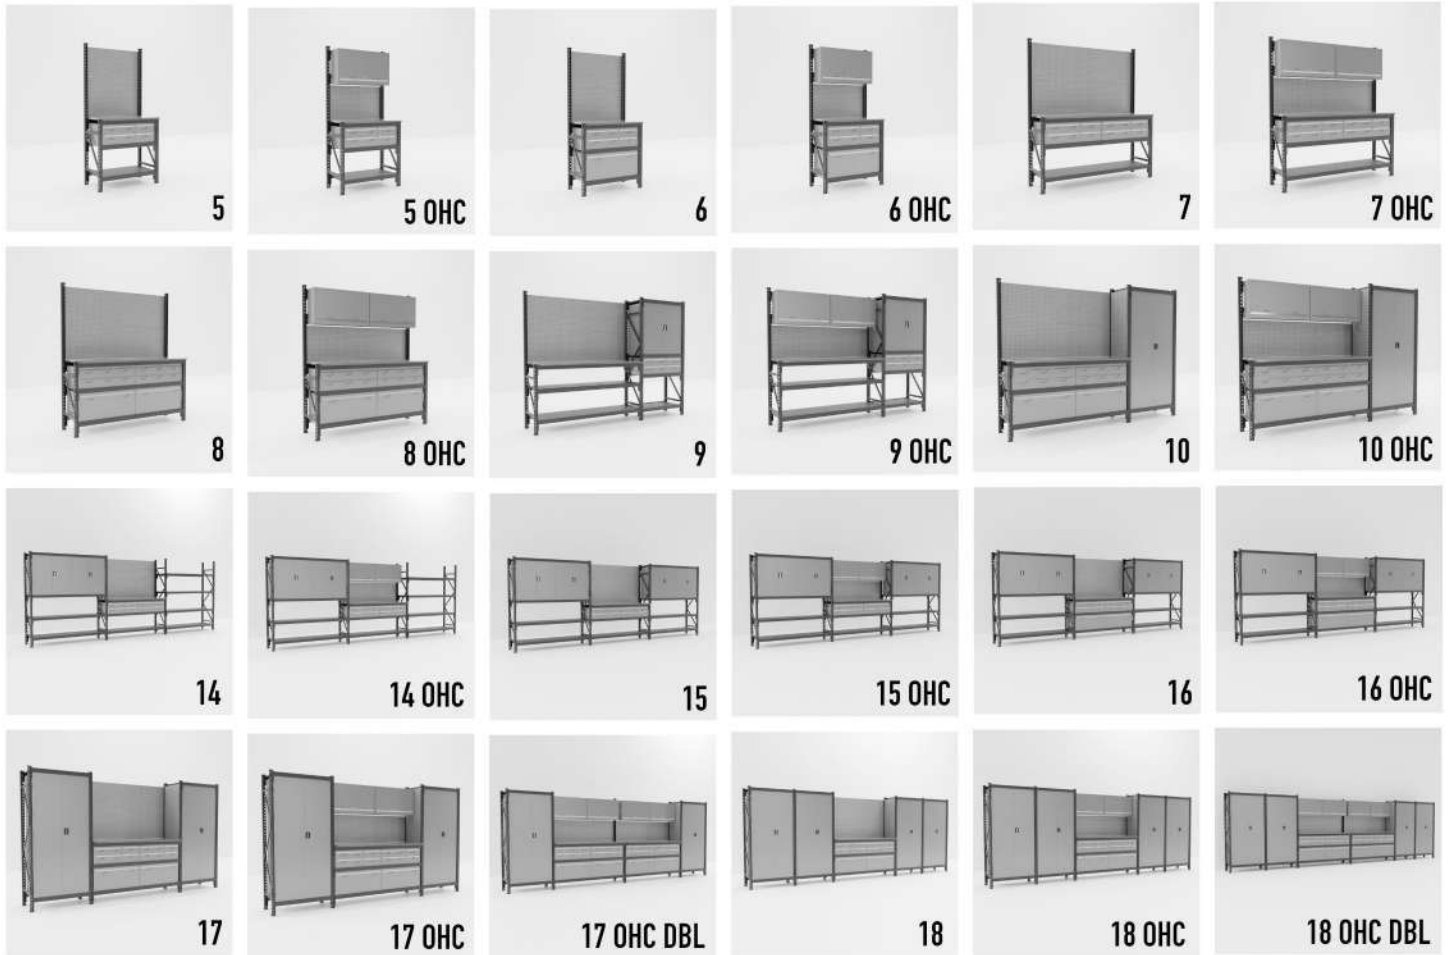 5
5 OHC
6
6 OHC
7
7 OHC
8
8 OHC
9
9 OHC
10
10 OHC
14
14 OHC
15
15 OHC
16
16 OHC
17
17 OHC
17 OHC DBL
18
18 OHC
18 OHC DBL